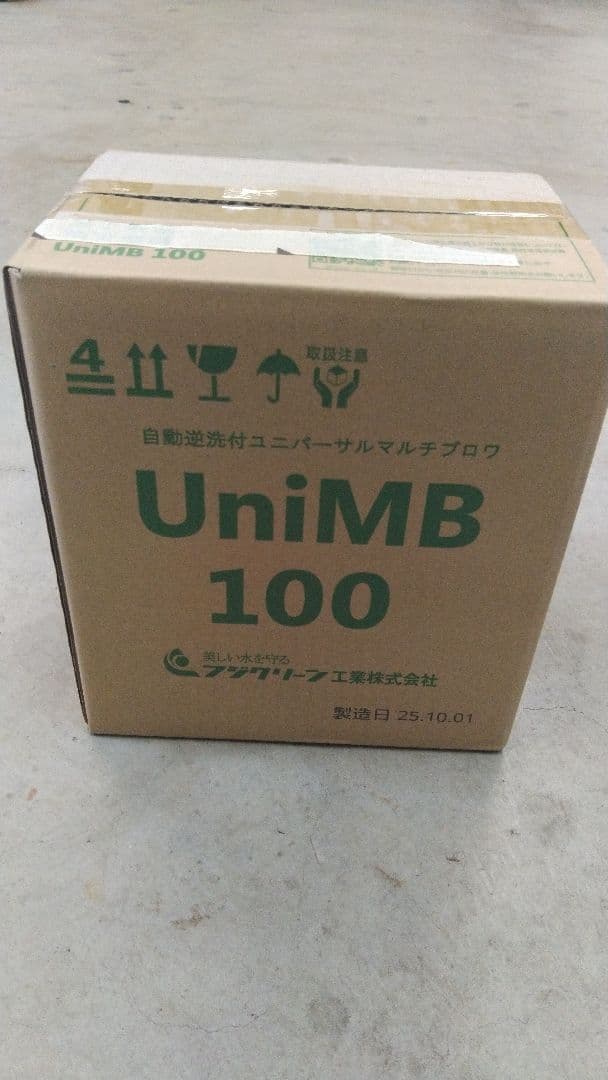 UniMB 100
4
取扱注意
自動逆洗付ユニバーサルマルチブロワ
UniMB
100
美しい水を守る
フジクリーン工業株式会社
製造日 25.10.01